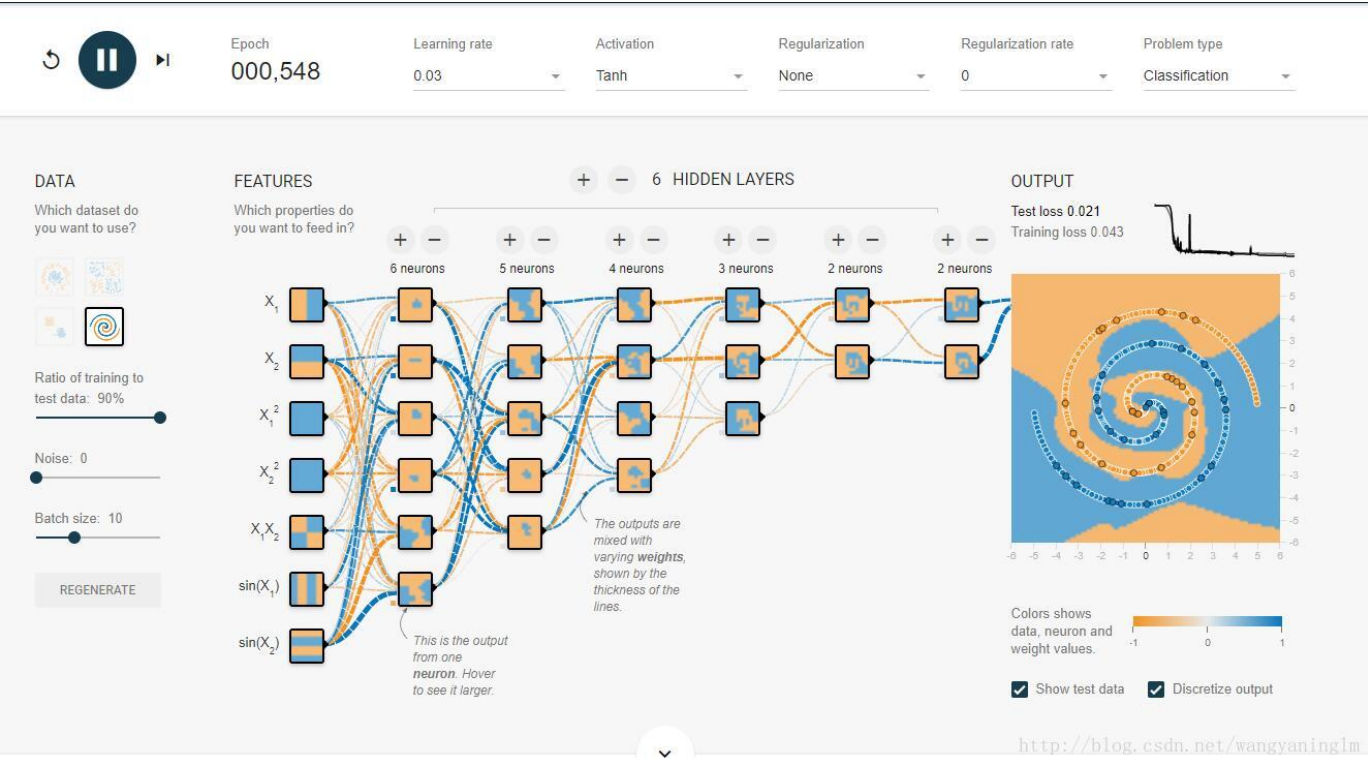 Epoch
000,548
Learning rate
0.03
Activation
Tanh
Regularization
None
Regularization rate
0
Problem type
Classification
DATA
Which dataset do
you want to use?
Ratio of training to
test data: 90%
Noise: 0
Batch size: 10
REGENERATE
FEATURES
Which properties do
you want to feed in?
X₁
X₂
X₁²
X₂²
X₁X₂
sin(X₁)
sin(X₂)
+ − 6 HIDDEN LAYERS
+ − + − + − + − + − + −
6 neurons
5 neurons
4 neurons
3 neurons
2 neurons
2 neurons
This is the output
from one
neuron. Hover
to see it larger.
The outputs are
mixed with
varying weights,
shown by the
thickness of the
lines.
OUTPUT
Test loss 0.021
Training loss 0.043
6
5
4
3
2
1
0
-1
-2
-3
-4
-5
-6
-6 -5 -4 -3 -2 -1 0 1 2 3 4 5 6
Colors shows
data, neuron and
weight values.
-1 0 1
Show test data
Discretize output
http://blog.csdn.net/wangyaninglm